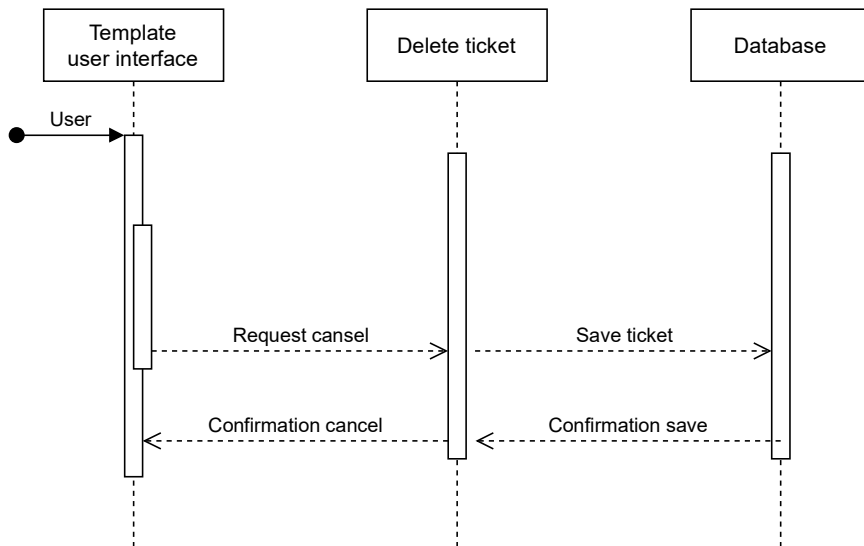 Template
user interface
Delete ticket
Database
User
Request cansel
Save ticket
Confirmation cancel
Confirmation save